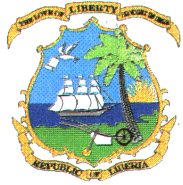 THE LOVE OF LIBERTY BROUGHT US HERE
REPUBLIC OF LIBERIA